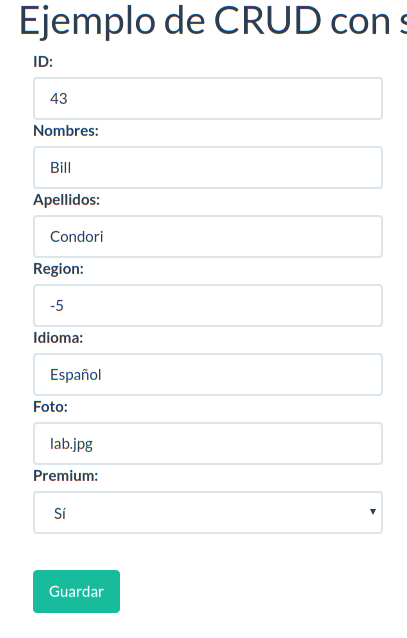 Ejemplo de CRUD con
ID:
43
Nombres:
Bill
Apellidos:
Condori
Region:
-5
Idioma:
Español
Foto:
lab.jpg
Premium:
Sí
Guardar